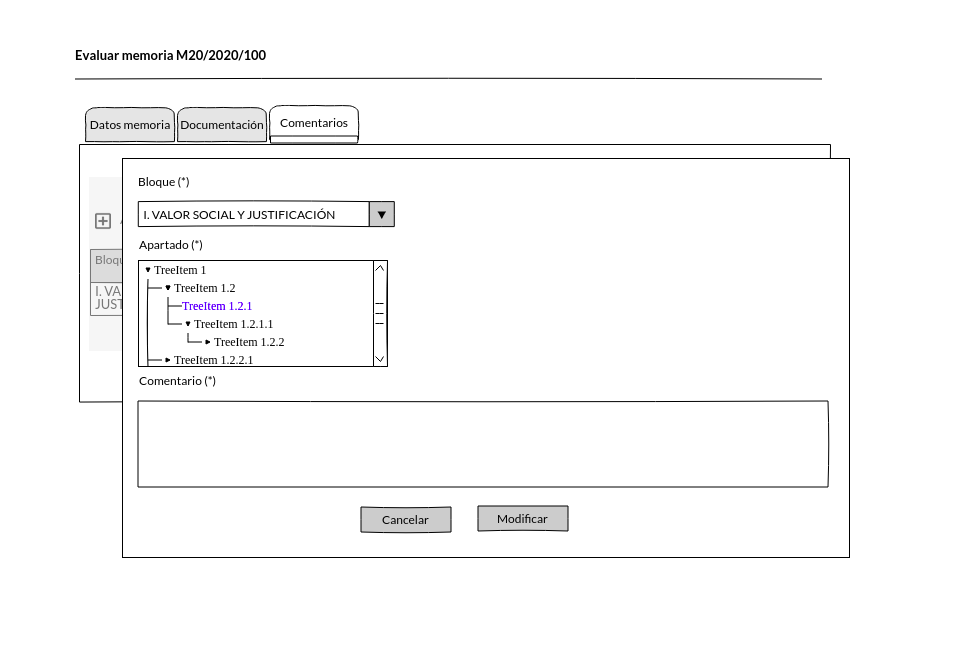 Evaluar memoria M20/2020/100
Datos memoria
Documentación
Comentarios
Bloque (*)
I. VALOR SOCIAL Y JUSTIFICACIÓN
Apartado (*)
TreeItem 1
TreeItem 1.2
TreeItem 1.2.1
TreeItem 1.2.1.1
TreeItem 1.2.2
TreeItem 1.2.2.1
Comentario (*)
Cancelar
Modificar
Bloqu
I. VA
JUST